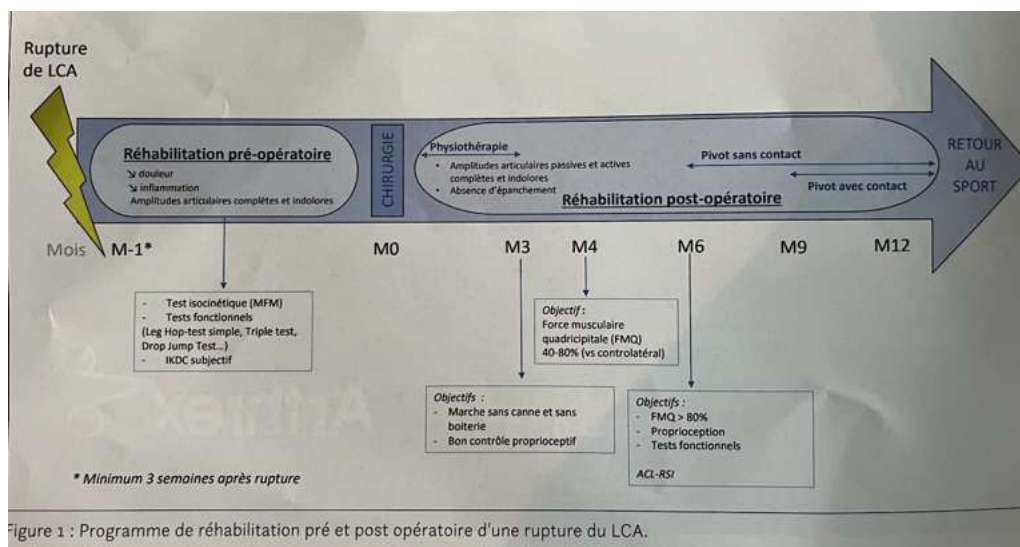 Rupture
de LCA
Réhabilitation pré-opératoire
↘ douleur
↘ inflammation
Amplitudes articulaires complètes et indolores
CHIRURGIE
Physiothérapie
• Amplitudes articulaires passives et actives
complètes et indolores
• Absence d'épanchement
Réhabilitation post-opératoire
Pivot sans contact
Pivot avec contact
RETOUR
AU
SPORT
Mois M-1* M0 M3 M4 M6 M9 M12
- Test isocinétique (MFM)
- Tests fonctionnels
(Leg Hop-test simple, Triple test,
Drop Jump Test...)
- IKDC subjectif
Objectif :
Force musculaire
quadricipitale (FMQ)
40-80% (vs controlatéral)
Objectifs :
- Marche sans canne et sans
boiterie
- Bon contrôle proprioceptif
Objectifs :
- FMQ > 80%
- Proprioception
- Tests fonctionnels
ACL-RSI
* Minimum 3 semaines après rupture
Figure 1 : Programme de réhabilitation pré et post opératoire d'une rupture du LCA.